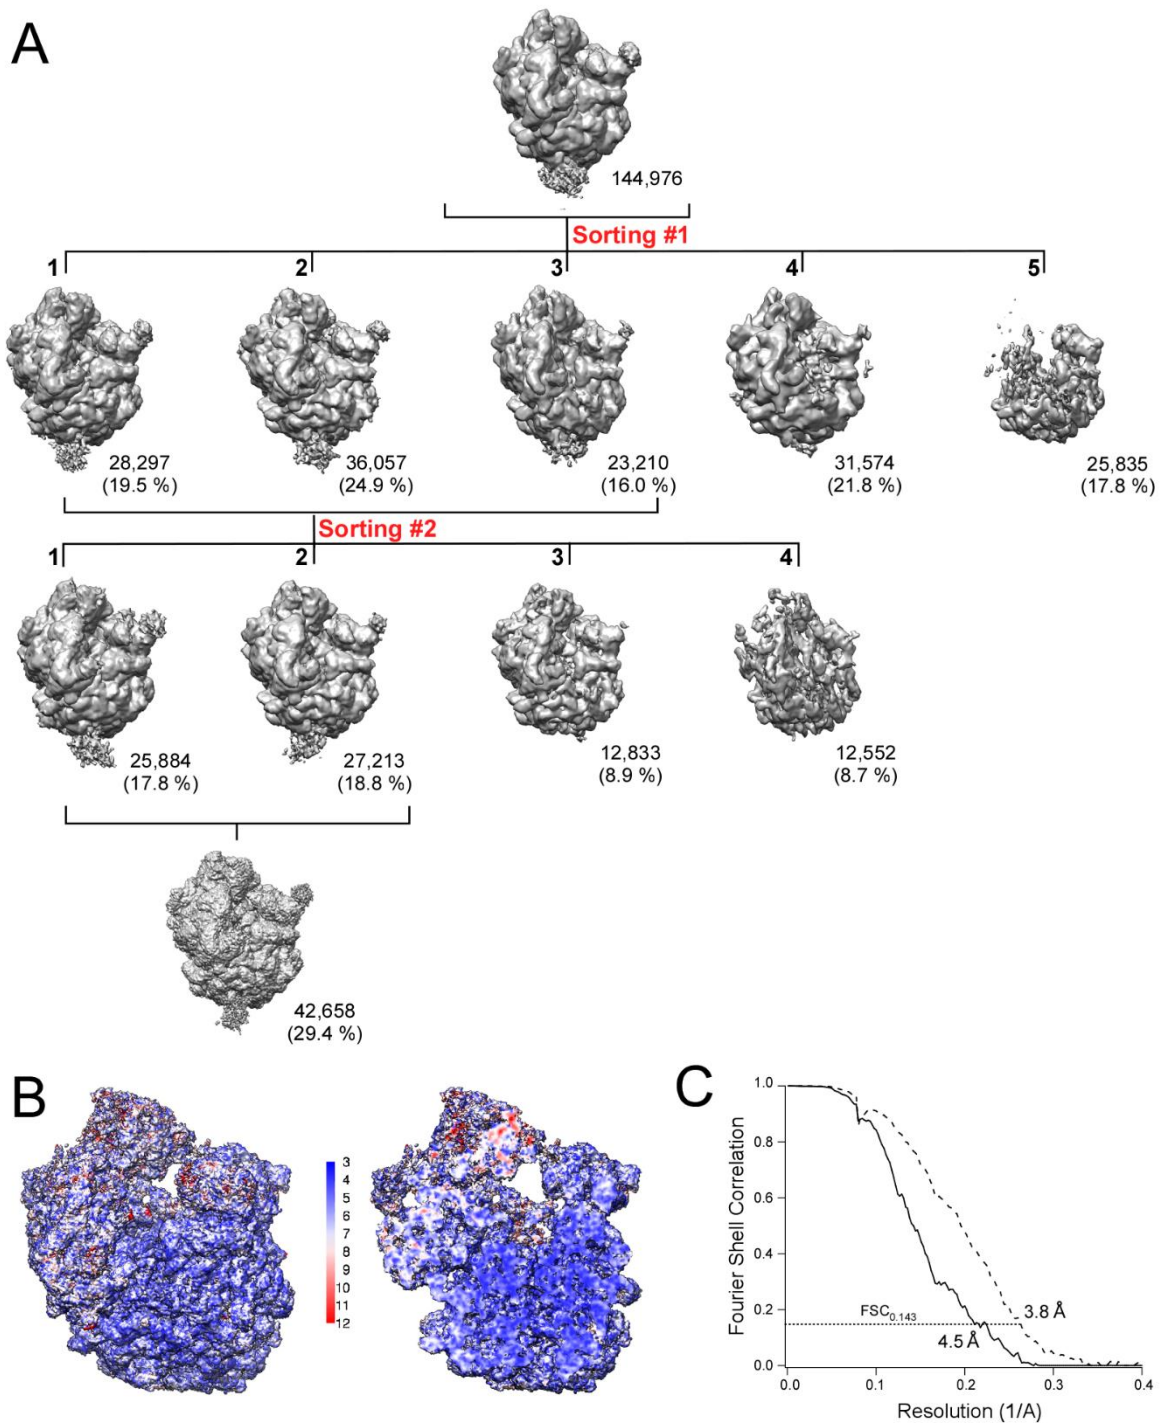 A
144,976
Sorting #1
1 2 3 4 5
28,297 36,057 23,210 31,574 25,835
(19.5 %) (24.9 %) (16.0 %) (21.8 %) (17.8 %)
Sorting #2
1 2 3 4
25,884 27,213 12,833 12,552
(17.8 %) (18.8 %) (8.9 %) (8.7 %)
42,658
(29.4 %)
B
3
4
5
6
7
8
9
10
11
12
C
1.0
0.8
0.6
0.4
0.2
0.0
Fourier Shell Correlation
FSC0.143
3.8 Å
4.5 Å
0.0 0.1 0.2 0.3 0.4
Resolution (1/A)